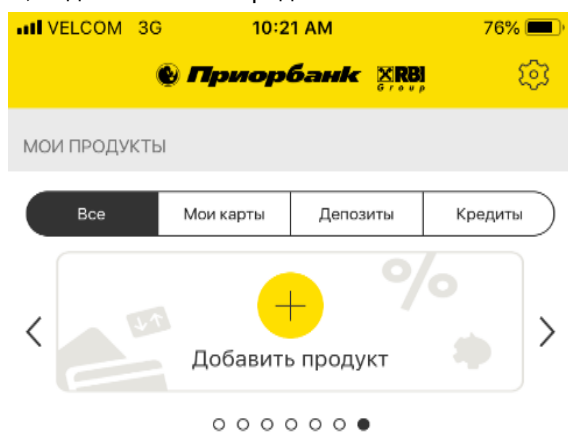 VELCOM 3G 10:21 AM 76%
Приорбанк RBI Group
МОИ ПРОДУКТЫ
Все Мои карты Депозиты Кредиты
Добавить продукт